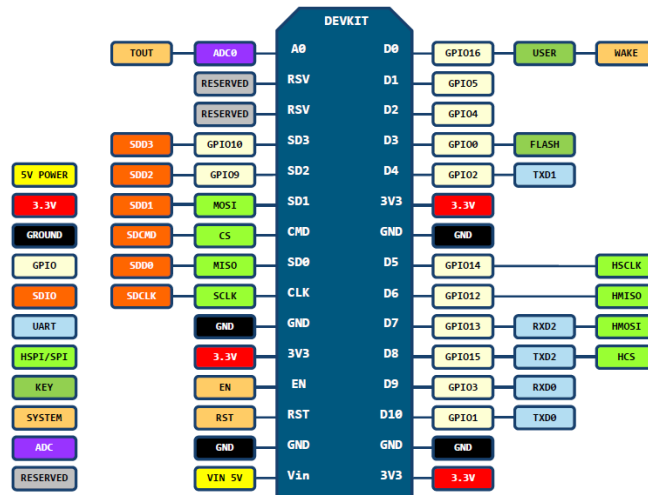 DEVKIT
TOUT ADC0 A0 D0 GPIO16 USER WAKE
RESERVED RSV D1 GPIO5
RESERVED RSV D2 GPIO4
SDD3 GPIO10 SD3 D3 GPIO0 FLASH
5V POWER SDD2 GPIO9 SD2 D4 GPIO2 TXD1
3.3V SDD1 MOSI SD1 3V3 3.3V
GROUND SDCMD CS CMD GND GND
GPIO SDD0 MISO SD0 D5 GPIO14 HSCLK
SDIO SDCLK SCLK CLK D6 GPIO12 HMISO
UART GND GND D7 GPIO13 RXD2 HMOSI
HSPI/SPI 3.3V 3V3 D8 GPIO15 TXD2 HCS
KEY EN EN D9 GPIO3 RXD0
SYSTEM RST RST D10 GPIO1 TXD0
ADC GND GND GND GND
RESERVED VIN 5V Vin 3V3 3.3V